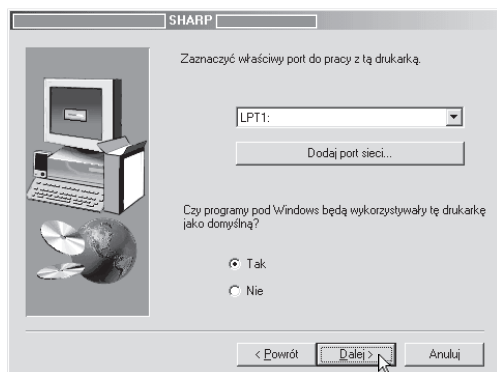 SHARP
Zaznaczyć właściwy port do pracy z tą drukarką.
LPT1:
Dodaj port sieci...
Czy programy pod Windows będą wykorzystywały tę drukarkę
jako domyślną?
Tak
Nie
< Powrót
Dalej >
Anuluj